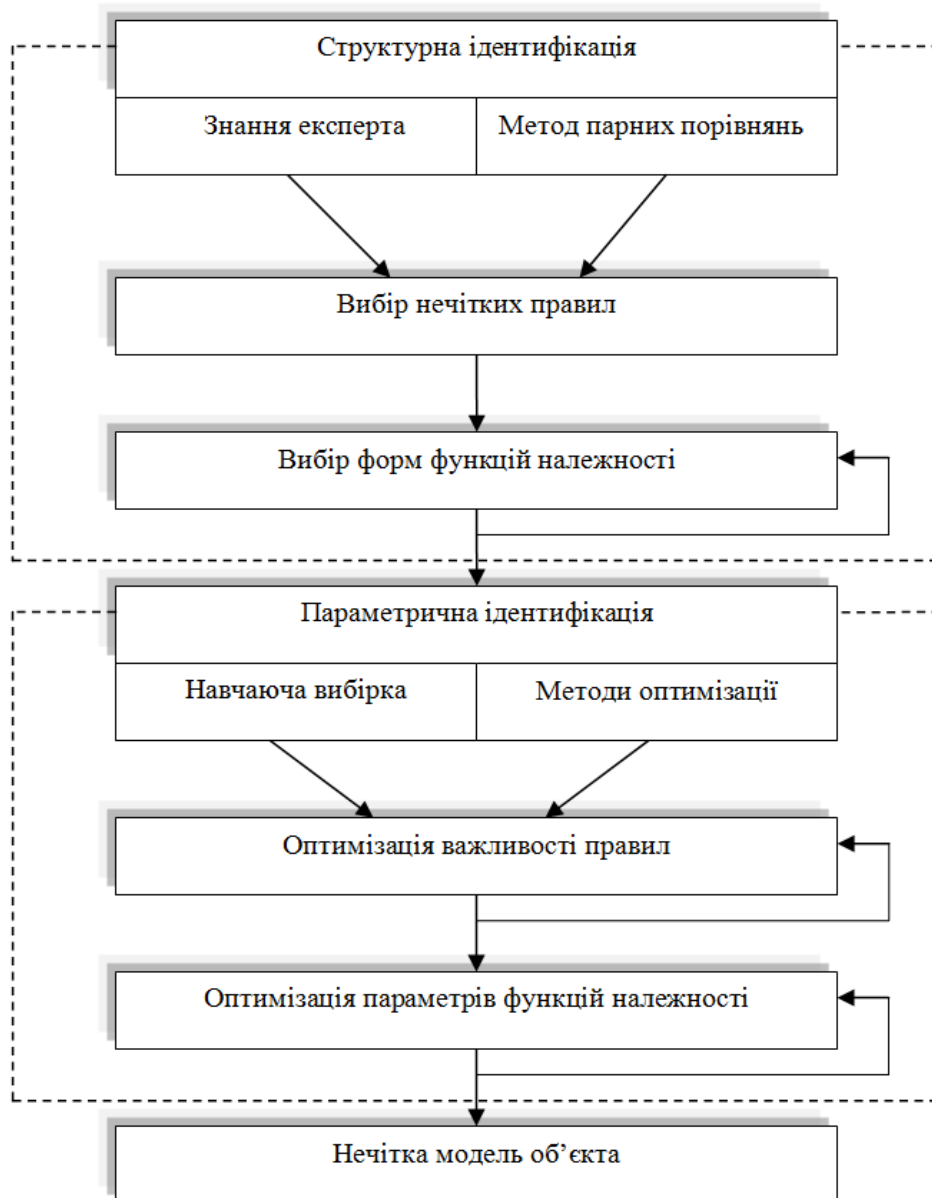 Структурна ідентифікація
Знання експерта
Метод парних порівнянь
Вибір нечітких правил
Вибір форм функцій належності
Параметрична ідентифікація
Навчаюча вибірка
Методи оптимізації
Оптимізація важливості правил
Оптимізація параметрів функцій належності
Нечітка модель об’єкта